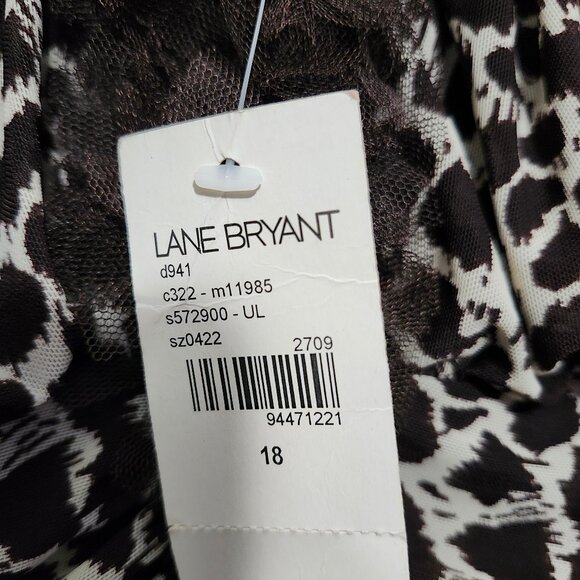 LANE BRYANT
d941
c322 - m11985
s572900 - UL
sz0422
2709
94471221
18